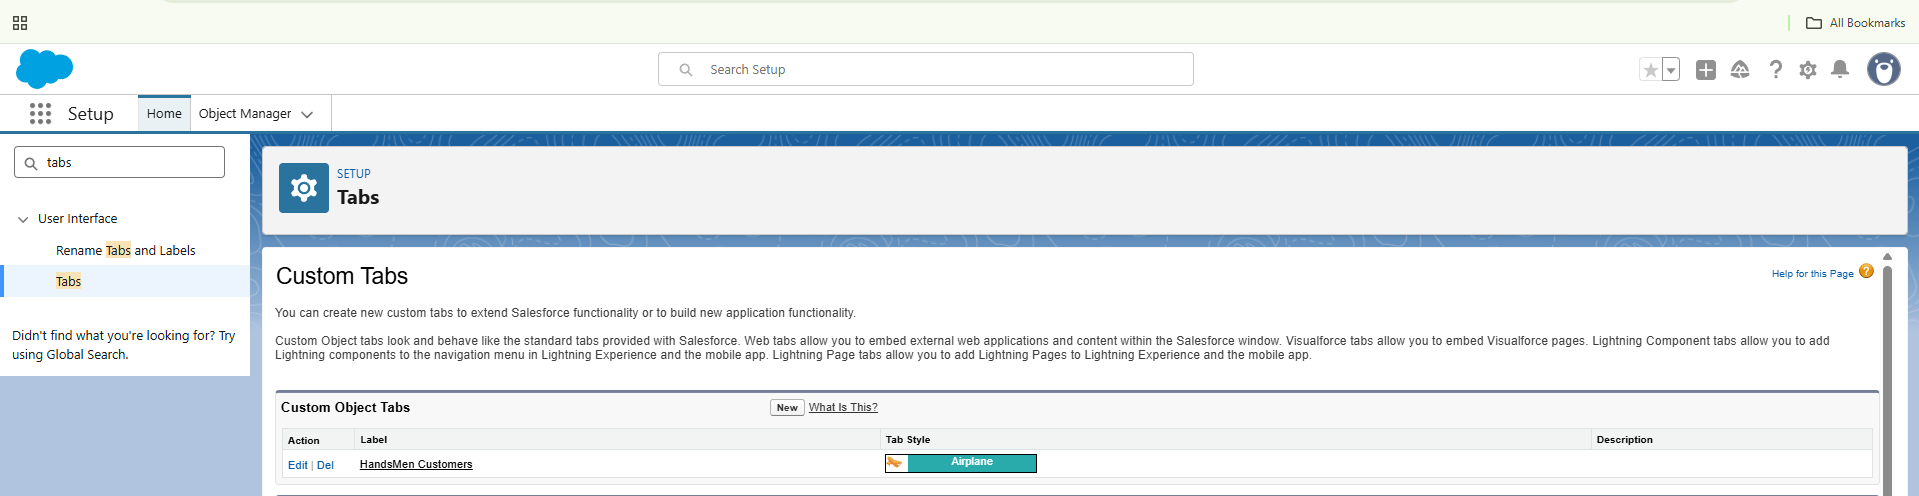 All Bookmarks
Search Setup
Setup
Home
Object Manager
tabs
User Interface
Rename Tabs and Labels
Tabs
Didn't find what you're looking for? Try
using Global Search.
SETUP
Tabs
Custom Tabs
Help for this Page
You can create new custom tabs to extend Salesforce functionality or to build new application functionality.
Custom Object tabs look and behave like the standard tabs provided with Salesforce. Web tabs allow you to embed external web applications and content within the Salesforce window. Visualforce tabs allow you to embed Visualforce pages. Lightning Component tabs allow you to add
Lightning components to the navigation menu in Lightning Experience and the mobile app. Lightning Page tabs allow you to add Lightning Pages to Lightning Experience and the mobile app.
Custom Object Tabs New What Is This?
Action Label Tab Style Description
Edit | Del HandsMen Customers Airplane